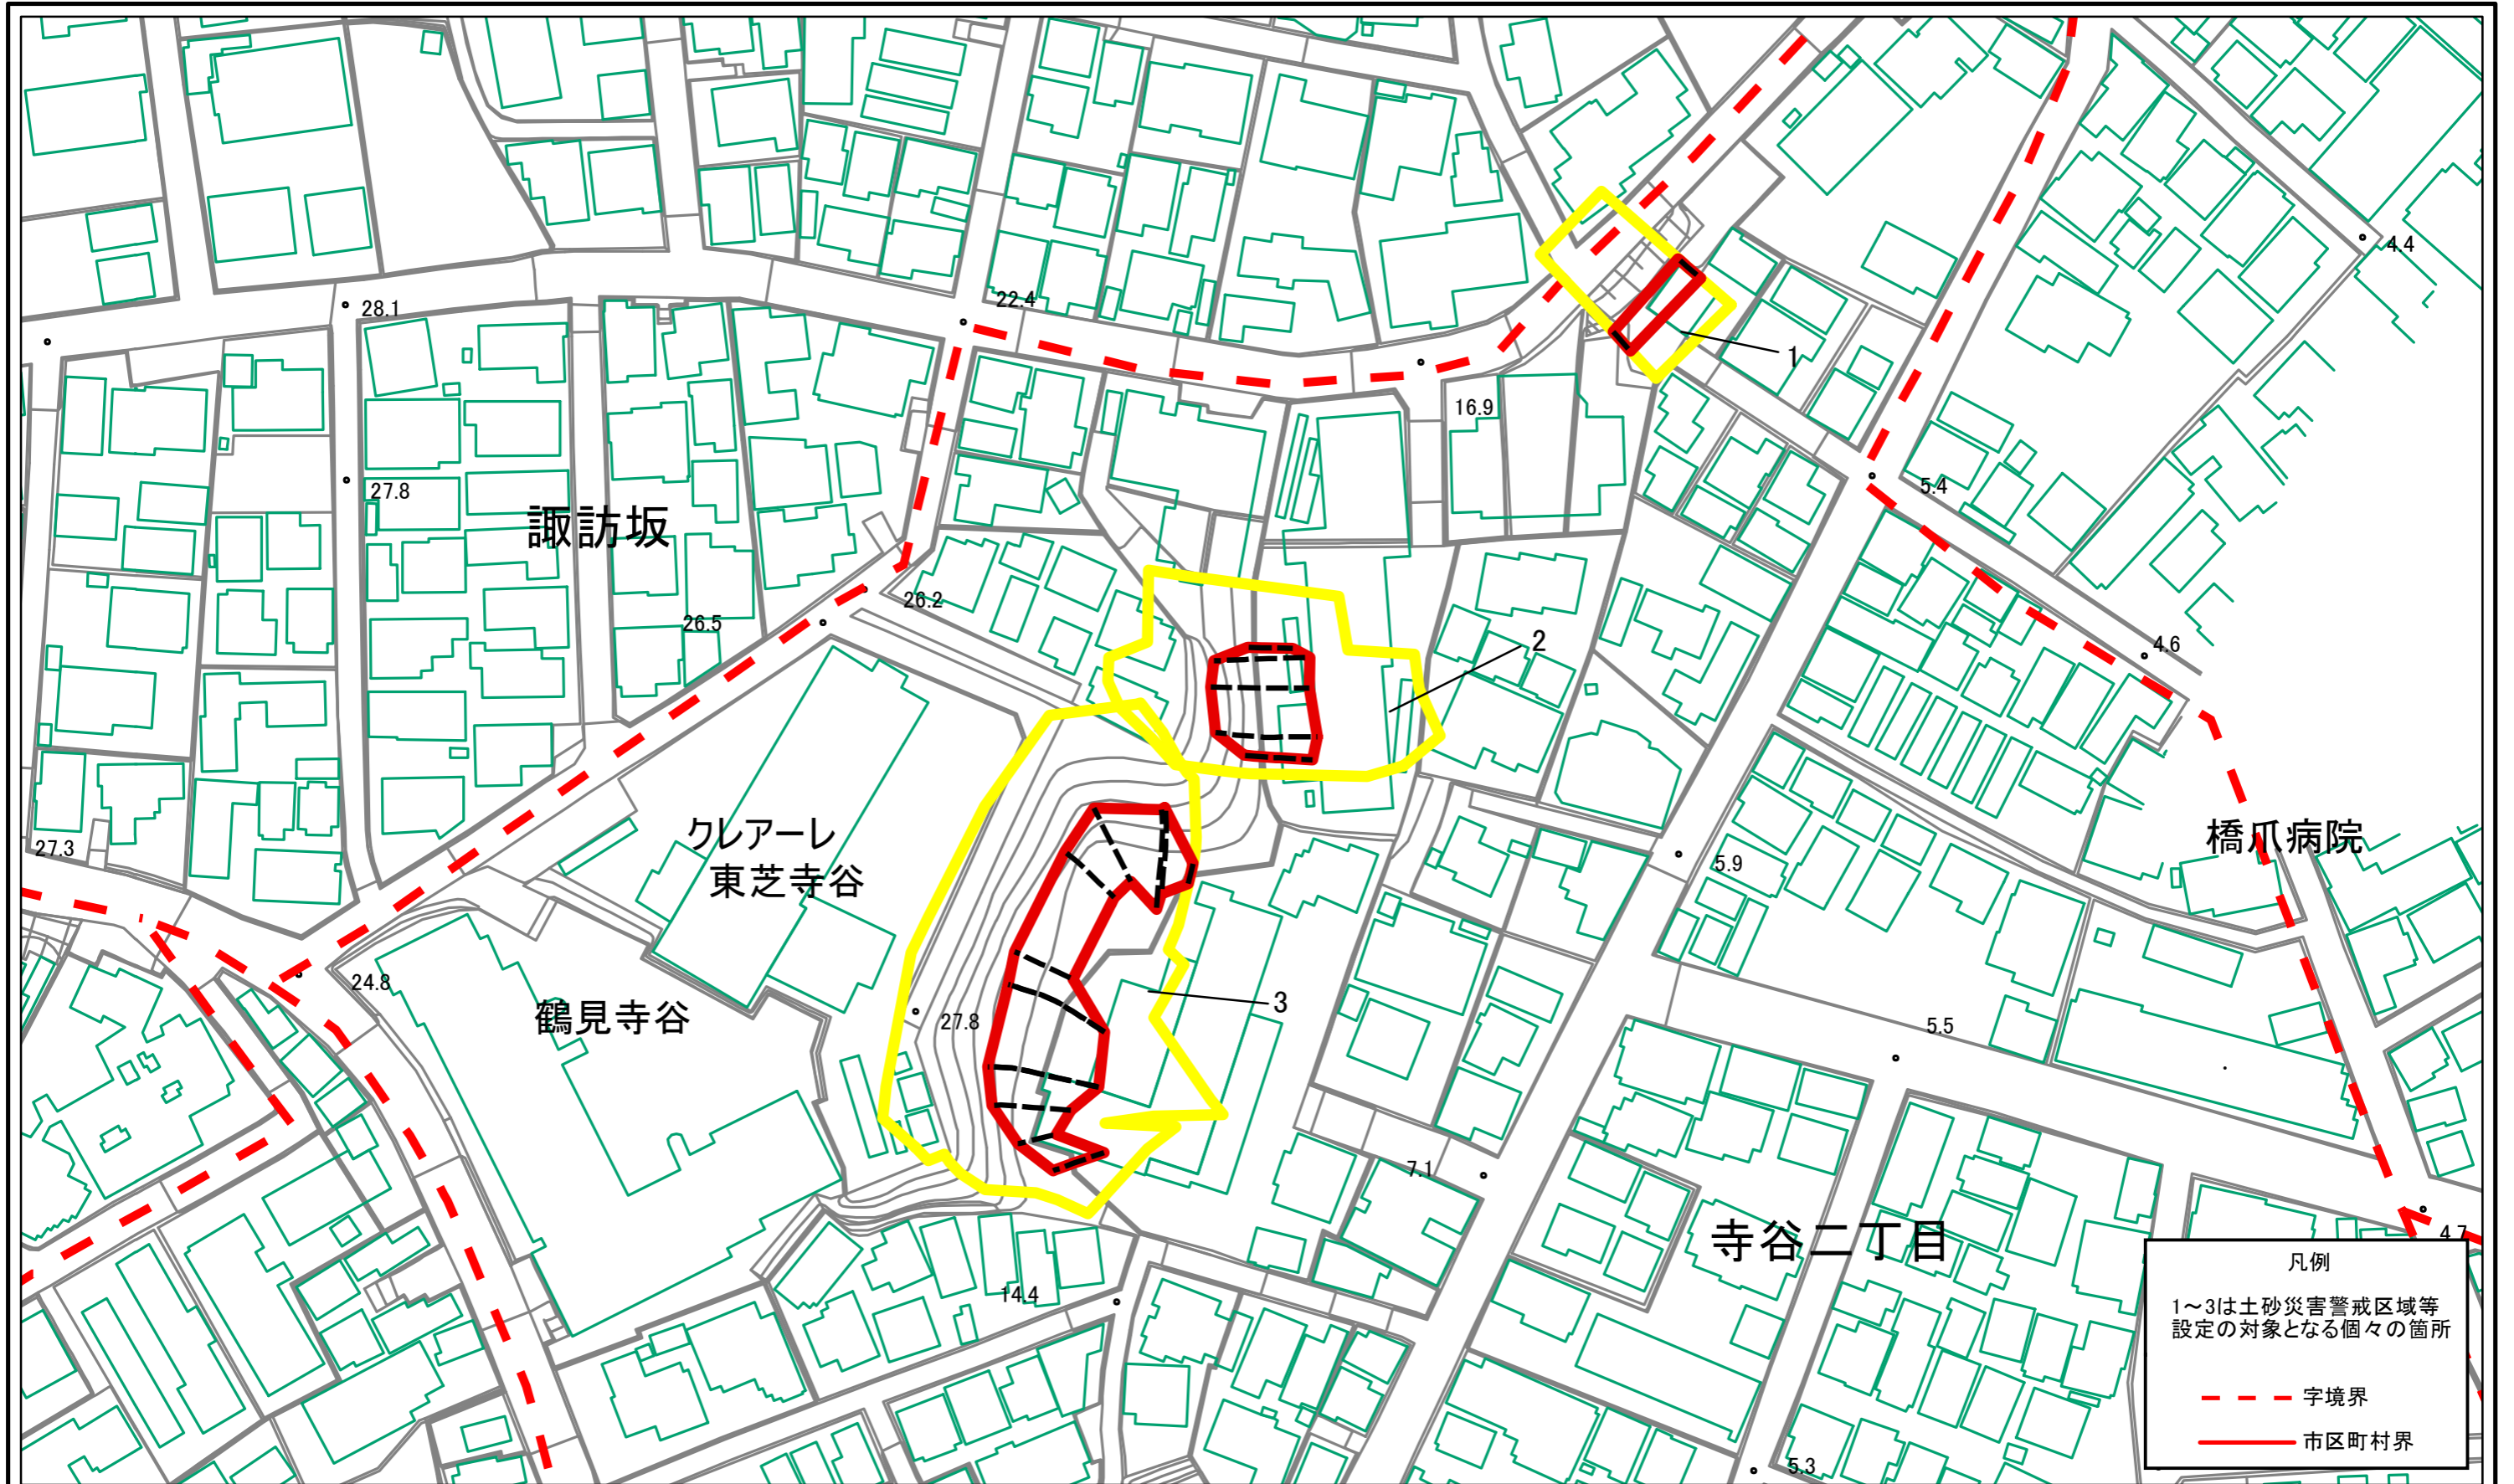 4.4
22.4
28.1
1
16.9
27.8
5.4
諏訪坂
26.2
26.5
2
4.6
クレアーレ
東芝寺谷
橋爪病院
27.3
5.9
24.8
3
鶴見寺谷
27.8
5.5
7.1
寺谷二丁目
4.7
14.4
凡例
1～3は土砂災害警戒区域等
設定の対象となる個々の箇所
字境界
市区町村界
5.3